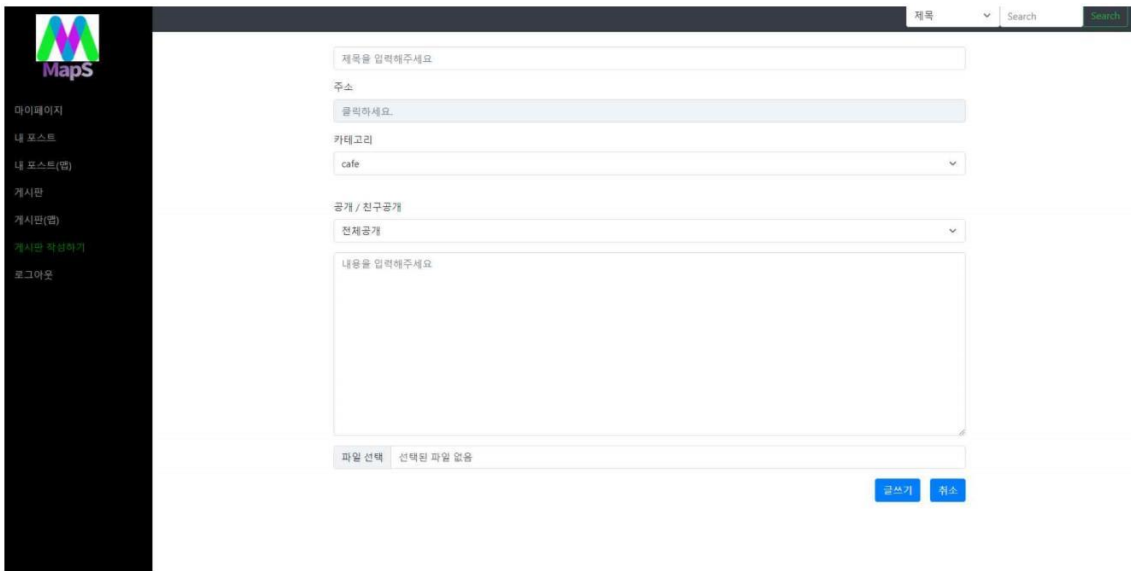 제목
Search
Search
MapS
마이페이지
내 포스트
내 포스트(맵)
게시판
게시판(맵)
게시판 작성하기
로그아웃
제목을 입력해주세요
주소
클릭하세요.
카테고리
cafe
공개 / 친구공개
전체공개
내용을 입력해주세요
파일 선택 선택된 파일 없음
글쓰기 취소